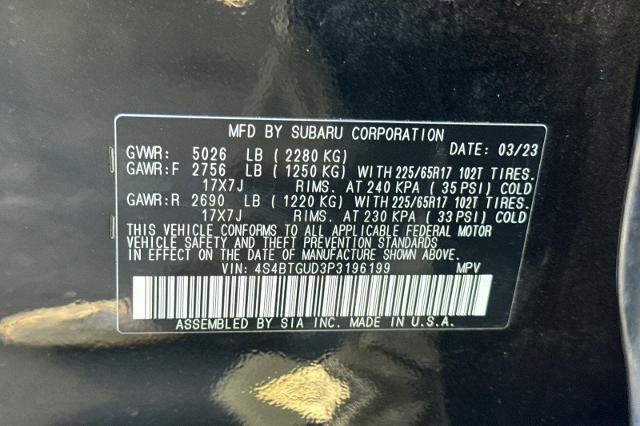 MFD BY SUBARU CORPORATION
GVWR: 5026 LB (2280 KG) DATE: 03/23
GAWR:F 2756 LB (1250 KG) WITH 225/65R17 102T TIRES.
17X7J RIMS. AT 240 KPA (35 PSI) COLD
GAWR:R 2690 LB (1220 KG) WITH 225/65R17 102T TIRES.
17X7J RIMS. AT 230 KPA (33 PSI) COLD
THIS VEHICLE CONFORMS TO ALL APPLICABLE FEDERAL MOTOR
VEHICLE SAFETY AND THEFT PREVENTION STANDARDS
IN EFFECT ON THE DATE OF MANUFACTURE SHOWN ABOVE.
VIN: 4S4BTGUD3P3196199 MPV
ASSEMBLED BY SIA INC. MADE IN U.S.A.